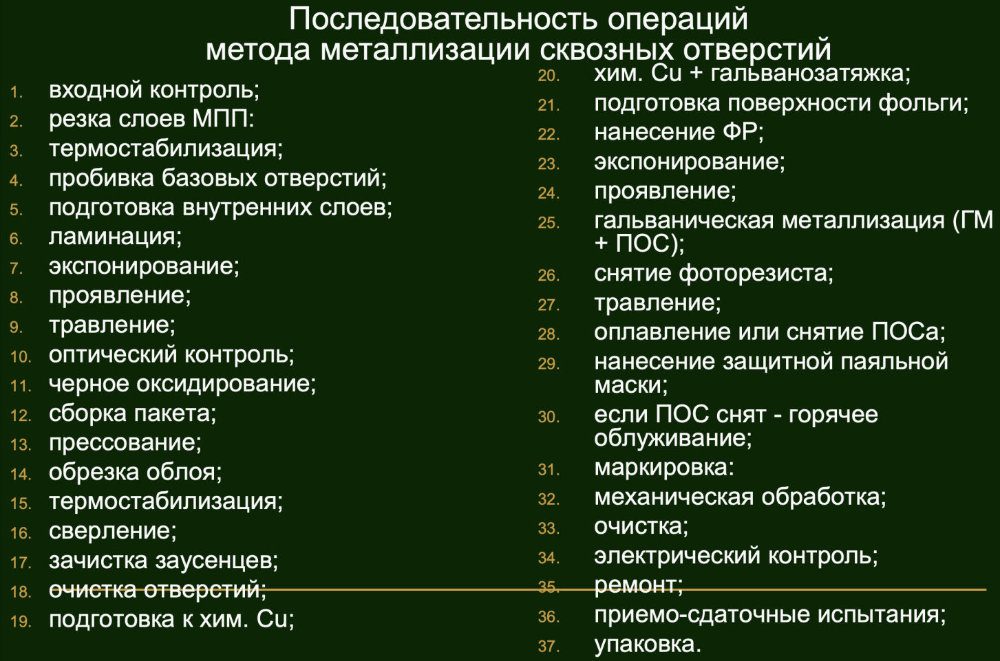 Последовательность операций
метода металлизации сквозных отверстий
1. входной контроль;
2. резка слоев МПП:
3. термостабилизация;
4. пробивка базовых отверстий;
5. подготовка внутренних слоев;
6. ламинация;
7. экспонирование;
8. проявление;
9. травление;
10. оптический контроль;
11. черное оксидирование;
12. сборка пакета;
13. прессование;
14. обрезка облоя;
15. термостабилизация;
16. сверление;
17. зачистка заусенцев;
18. очистка отверстий;
19. подготовка к хим. Cu;
20. хим. Cu + гальванозатяжка;
21. подготовка поверхности фольги;
22. нанесение ФР;
23. экспонирование;
24. проявление;
25. гальваническая металлизация (ГМ
+ ПОС);
26. снятие фоторезиста;
27. травление;
28. оплавление или снятие ПОСа;
29. нанесение защитной паяльной
маски;
30. если ПОС снят - горячее
облуживание;
31. маркировка:
32. механическая обработка;
33. очистка;
34. электрический контроль;
35. ремонт;
36. приемо-сдаточные испытания;
37. упаковка.